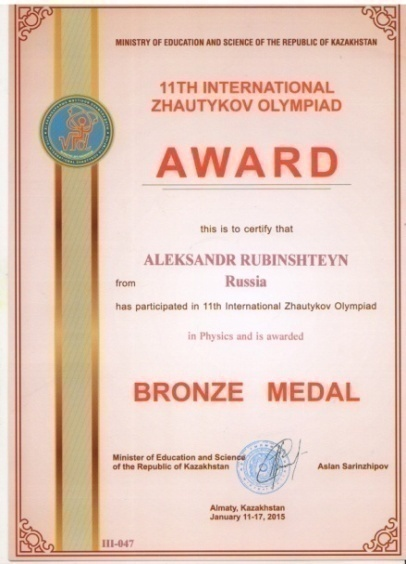 MINISTRY OF EDUCATION AND SCIENCE OF THE REPUBLIC OF KAZAKHSTAN
11TH INTERNATIONAL
ZHAUTYKOV OLYMPIAD
AWARD
this is to certify that
ALEKSANDR RUBINSHTEYN
from Russia
has participated in 11th International Zhautykov Olympiad
in Physics and is awarded
BRONZE MEDAL
Minister of Education and Science
of the Republic of Kazakhstan
Aslan Sarinzhipov
Almaty, Kazakhstan
January 11-17, 2015
III-047